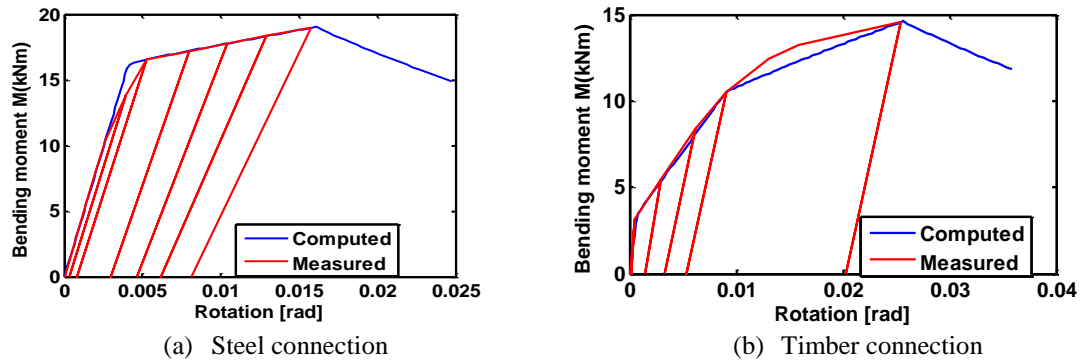 20
15
10
5
0
Bending moment M(kNm)
Computed
Measured
0 0.005 0.01 0.015 0.02 0.025
Rotation [rad]
(a) Steel connection
15
10
5
0
Bending moment M(kNm)
Computed
Measured
0 0.01 0.02 0.03 0.04
Rotation [rad]
(b) Timber connection